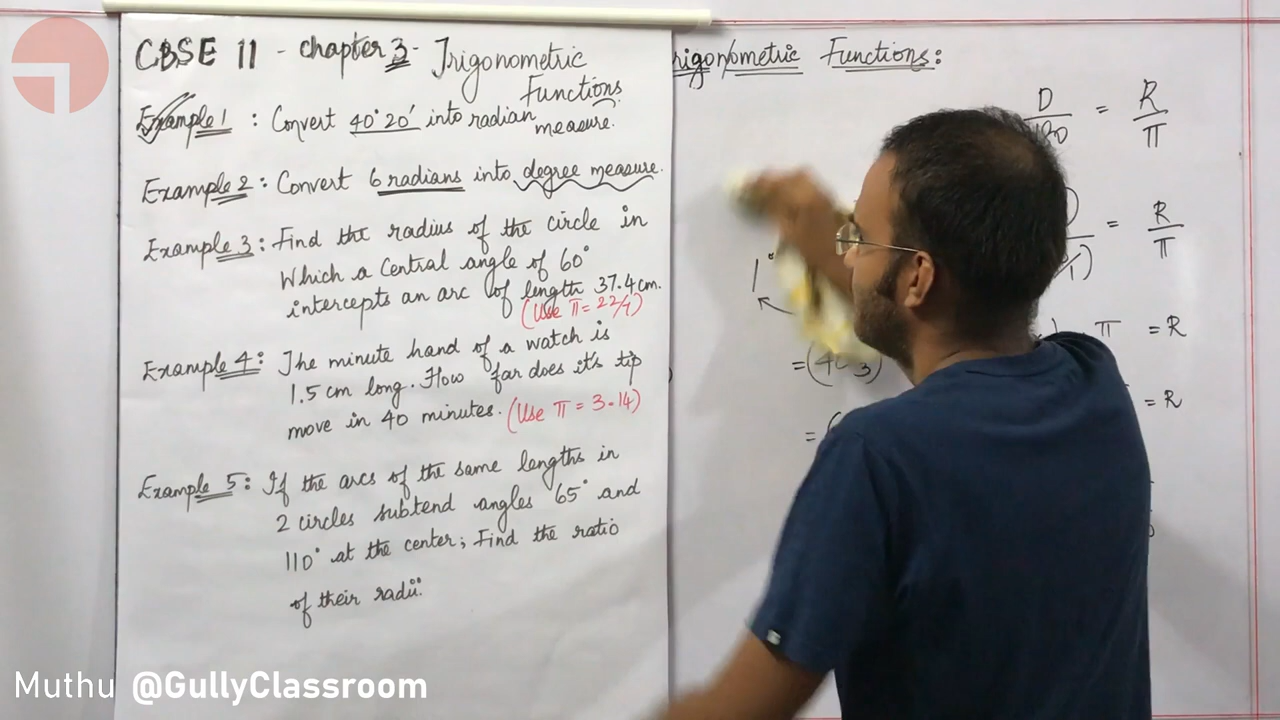 CBSE 11 - chapter 3 - Trigonometric
Functions.
Example 1 : Convert 40° 20' into radian
measure.
Example 2 : Convert 6 radians into degree measure.
Example 3 : Find the radius of the circle in
Which a Central angle of 60°
intercepts an arc of length 37.4 cm.
(Use π = 22/7)
Example 4 : The minute hand of a watch is
1.5 cm long. How far does it's tip
move in 40 minutes. (Use π = 3.14)
Example 5 : If the arcs of the same lengths in
2 circles subtend angles 65° and
110° at the center; Find the ratio
of their radii.
Trigonometric Functions :
D/180 = R/π
= R/π
1°
π = R
= R
Muthu @GullyClassroom